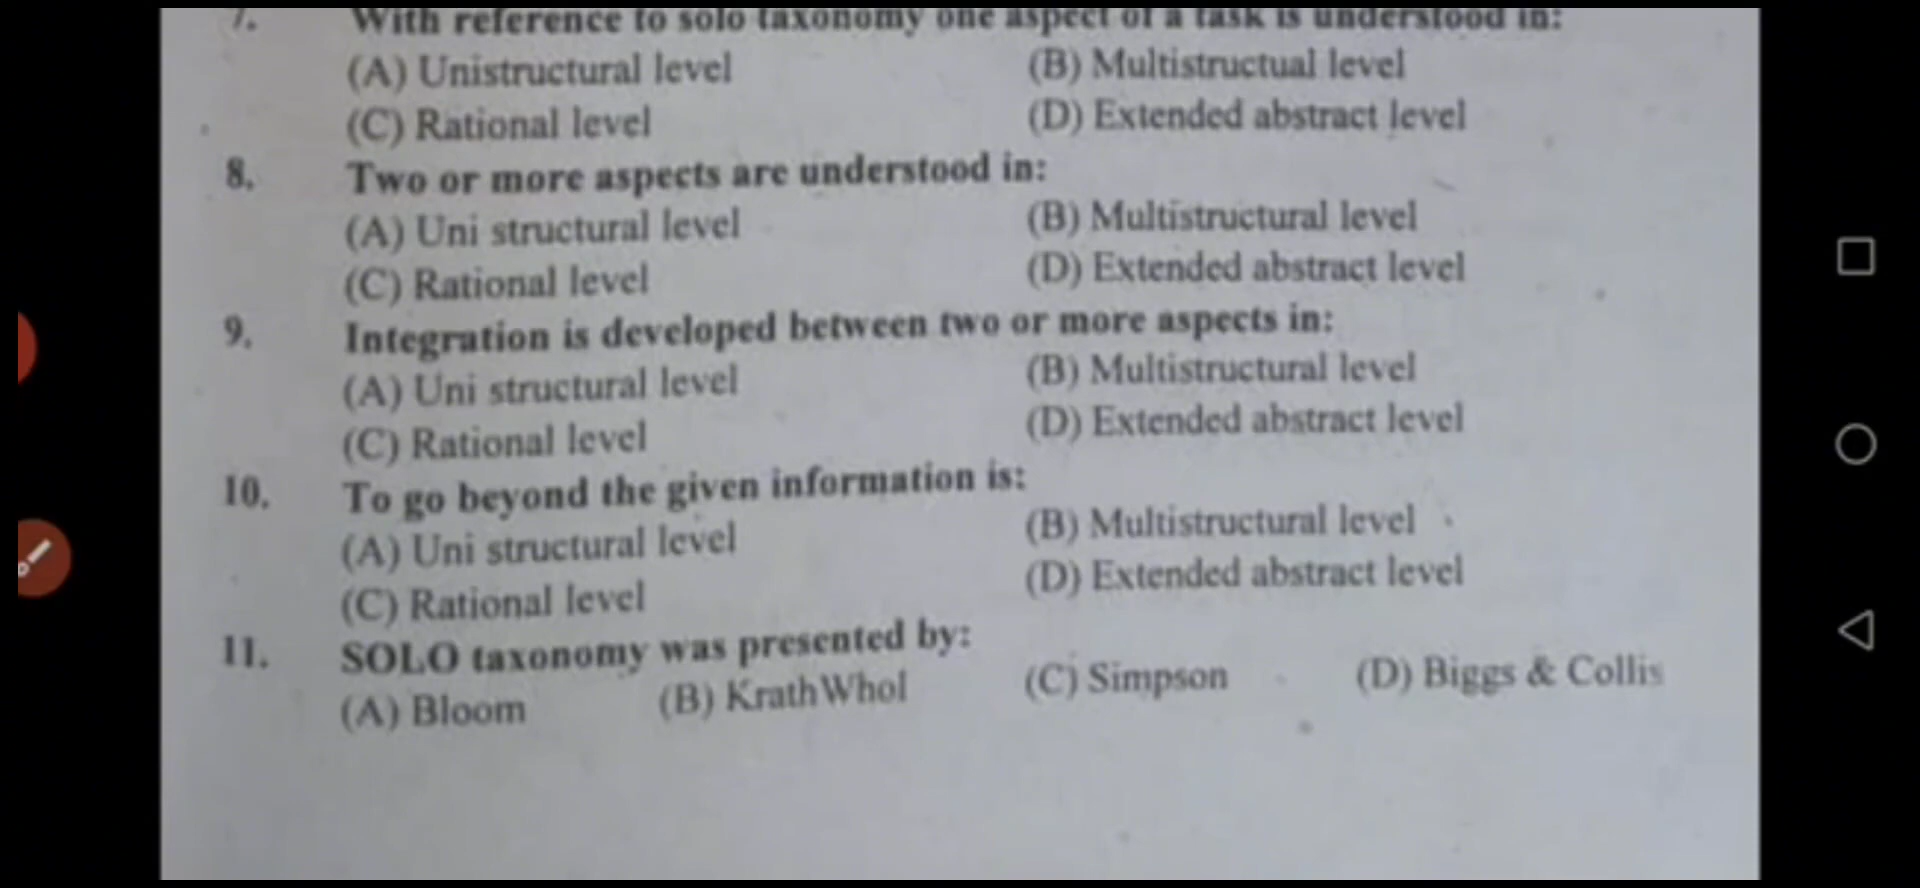 7. With reference to solo taxonomy one aspect of a task is understood in:
(A) Unistructural level (B) Multistructual level
(C) Rational level (D) Extended abstract level
8. Two or more aspects are understood in:
(A) Uni structural level (B) Multistructural level
(C) Rational level (D) Extended abstract level
9. Integration is developed between two or more aspects in:
(A) Uni structural level (B) Multistructural level
(C) Rational level (D) Extended abstract level
10. To go beyond the given information is:
(A) Uni structural level (B) Multistructural level
(C) Rational level (D) Extended abstract level
11. SOLO taxonomy was presented by:
(A) Bloom (B) KrathWhol (C) Simpson (D) Biggs & Collis